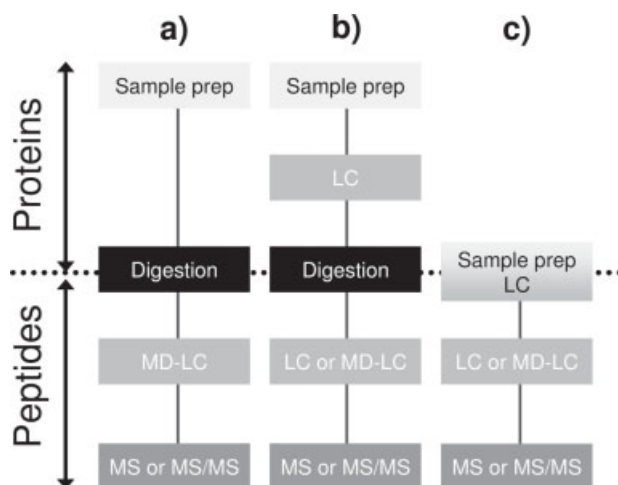 a)
b)
c)
Proteins
Sample prep
Sample prep
LC
Digestion
Digestion
Sample prep
LC
Peptides
MD-LC
LC or MD-LC
LC or MD-LC
MS or MS/MS
MS or MS/MS
MS or MS/MS